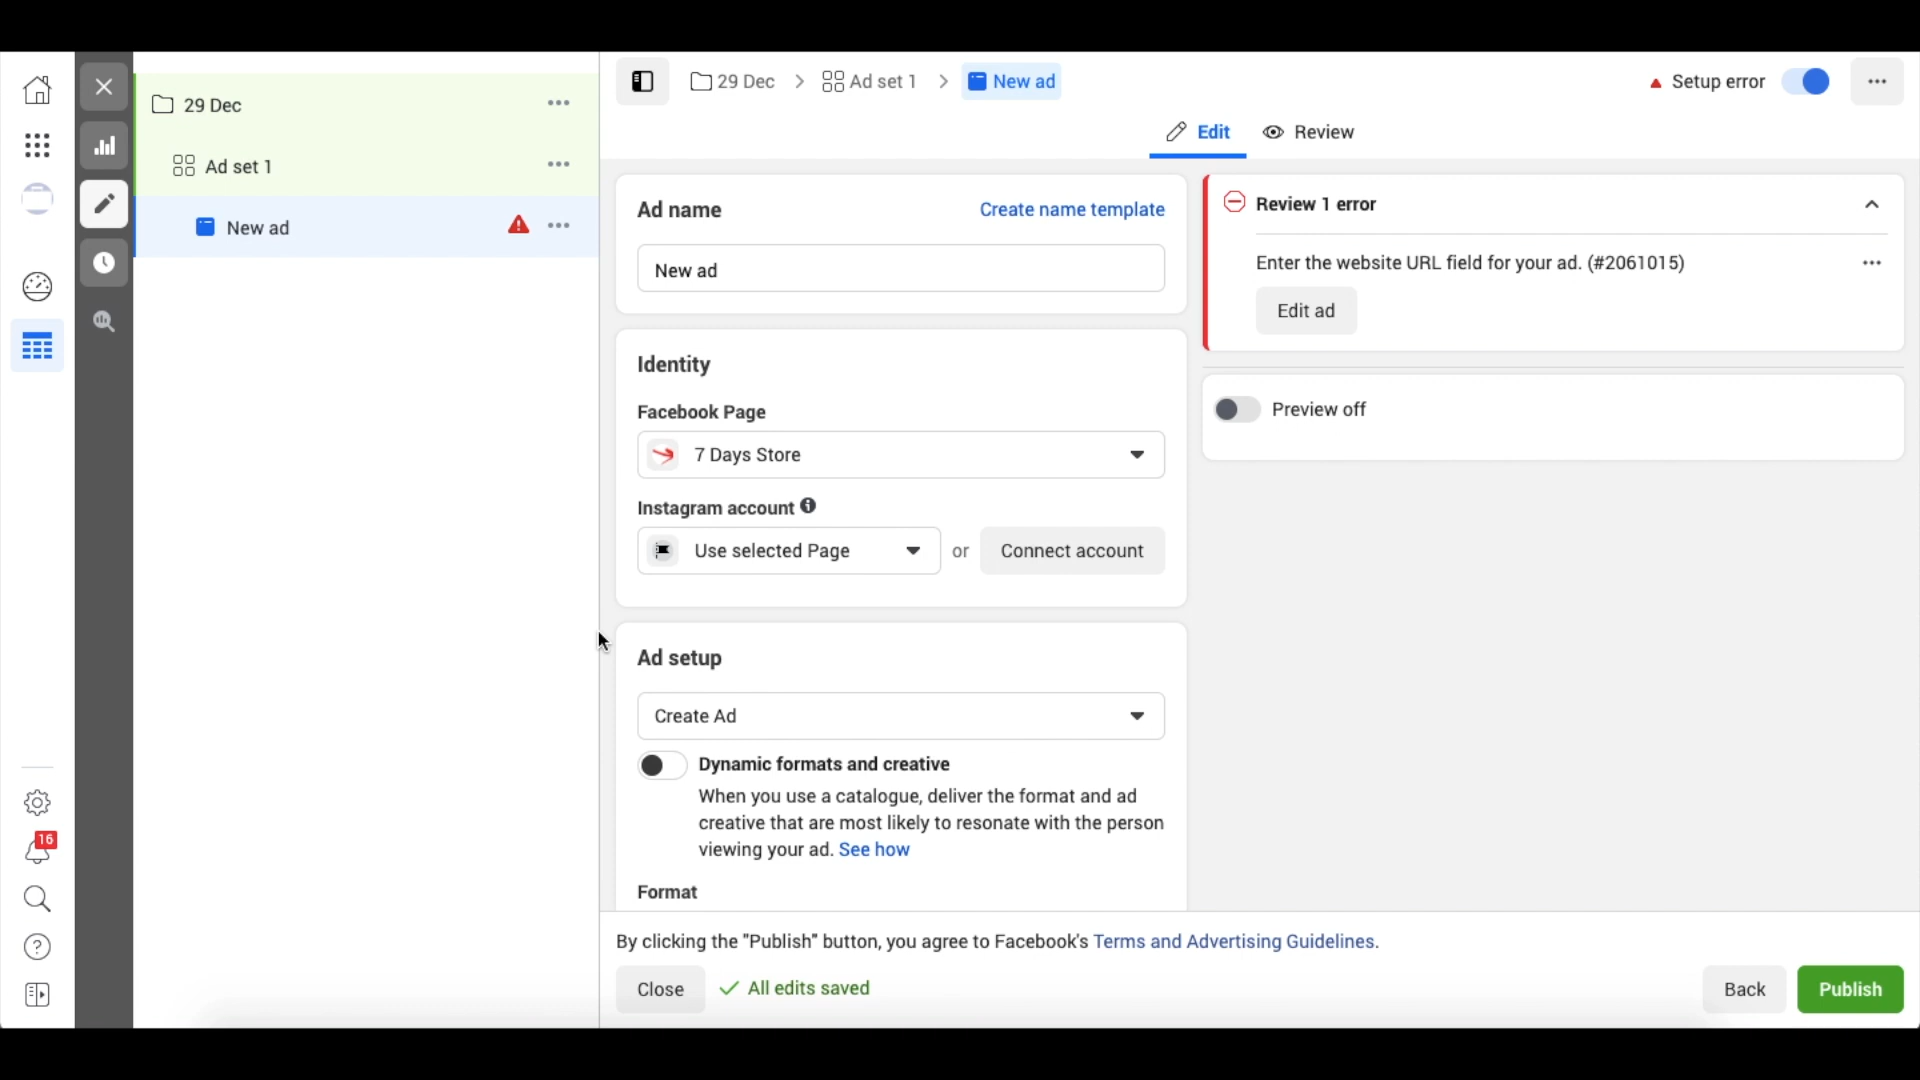 29 Dec
Ad set 1
New ad
16
29 Dec
Ad set 1
New ad
Setup error
Edit
Review
Ad name
Create name template
New ad
Identity
Facebook Page
7 Days Store
Instagram account
Use selected Page
or
Connect account
Ad setup
Create Ad
Dynamic formats and creative
When you use a catalogue, deliver the format and ad
creative that are most likely to resonate with the person
viewing your ad. See how
Format
Review 1 error
Enter the website URL field for your ad. (#2061015)
Edit ad
Preview off
By clicking the "Publish" button, you agree to Facebook's Terms and Advertising Guidelines.
Close
All edits saved
Back
Publish